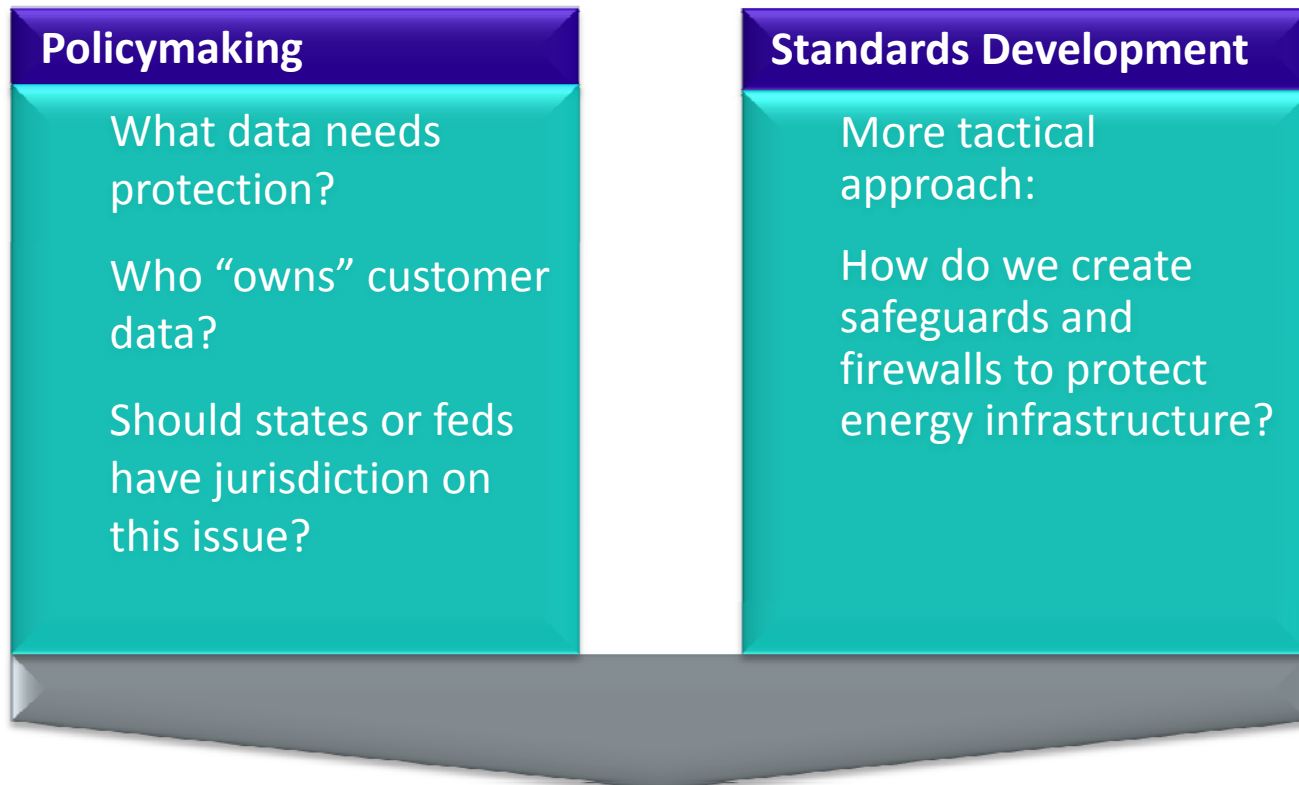 Policymaking
What data needs
protection?
Who “owns” customer
data?
Should states or feds
have jurisdiction on
this issue?
Standards Development
More tactical
approach:
How do we create
safeguards and
firewalls to protect
energy infrastructure?